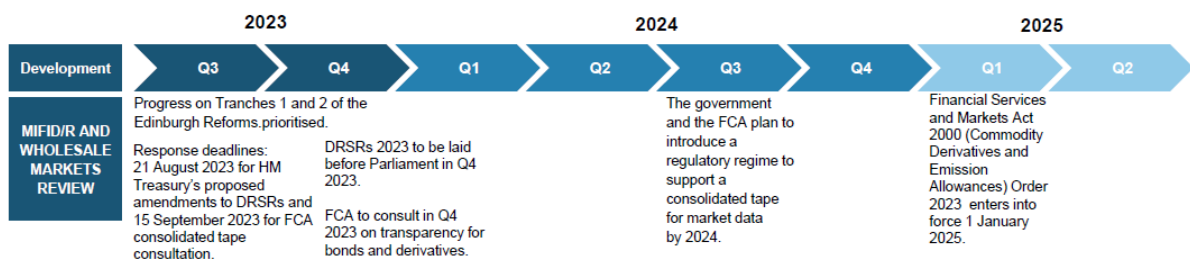 2023
2024
2025
Development
Q3
Q4
Q1
Q2
Q3
Q4
Q1
Q2
MIFID/R AND
WHOLESALE
MARKETS
REVIEW
Progress on Tranches 1 and 2 of the
Edinburgh Reforms.prioritised.
Response deadlines:
21 August 2023 for HM
Treasury's proposed
amendments to DRSRs and
15 September 2023 for FCA
consolidated tape
consultation.
DRSRs 2023 to be laid
before Parliament in Q4
2023.
FCA to consult in Q4
2023 on transparency for
bonds and derivatives.
The government
and the FCA plan to
introduce a
regulatory regime to
support a
consolidated tape
for market data
by 2024.
Financial Services
and Markets Act
2000 (Commodity
Derivatives and
Emission
Allowances) Order
2023 enters into
force 1 January
2025.